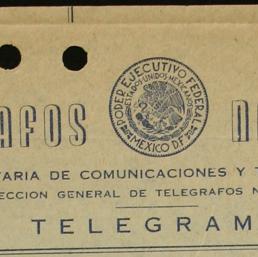 PODER EJECUTIVO FEDERAL
ESTADOS UNIDOS MEXICANOS
MEXICO DF
AFOS
TARIA DE COMUNICACIONES Y T
ECCION GENERAL DE TELEGRAFOS N
TELEGRAM